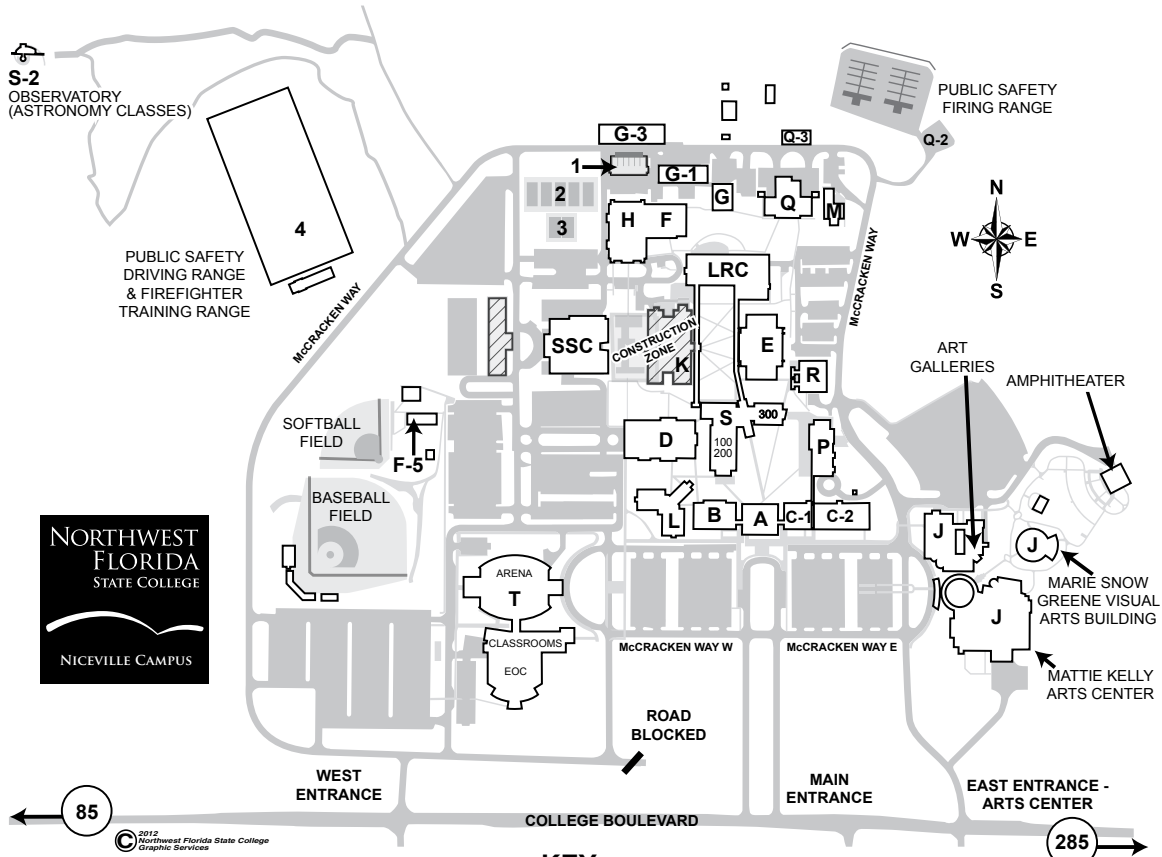 S-2
OBSERVATORY
(ASTRONOMY CLASSES)
PUBLIC SAFETY
FIRING RANGE
Q-2
G-3
Q-3
1
G-1
2
G
Q
M
3
H
F
4
PUBLIC SAFETY
DRIVING RANGE
& FIREFIGHTER
TRAINING RANGE
McCRACKEN WAY
McCRACKEN WAY
N
W
E
S
LRC
SSC
CONSTRUCTION
ZONE
K
E
R
ART
GALLERIES
AMPHITHEATER
S
300
100
200
D
P
SOFTBALL
FIELD
F-5
BASEBALL
FIELD
L
B
A
C-1
C-2
J
J
J
MARIE SNOW
GREENE VISUAL
ARTS BUILDING
MATTIE KELLY
ARTS CENTER
NORTHWEST
FLORIDA
STATE COLLEGE
NICEVILLE CAMPUS
ARENA
T
CLASSROOMS
EOC
McCRACKEN WAY W
McCRACKEN WAY E
ROAD
BLOCKED
WEST
ENTRANCE
MAIN
ENTRANCE
EAST ENTRANCE -
ARTS CENTER
85
COLLEGE BOULEVARD
285
C 2012
Northwest Florida State College
Graphic Services
KEY